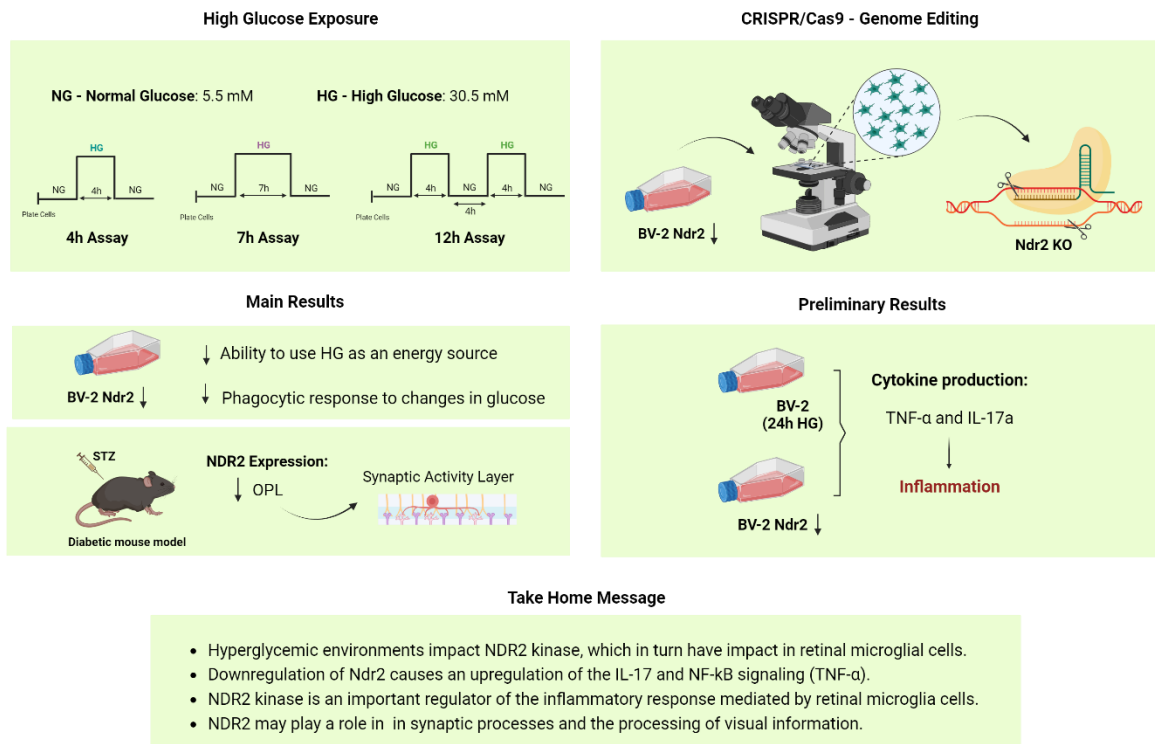 High Glucose Exposure
NG - Normal Glucose: 5.5 mM
HG - High Glucose: 30.5 mM
HG
NG
4h
NG
Plate Cells
4h Assay
HG
NG
7h
NG
Plate Cells
7h Assay
HG
HG
NG
4h
NG
4h
NG
4h
Plate Cells
12h Assay
CRISPR/Cas9 - Genome Editing
BV-2 Ndr2 ↓
Ndr2 KO
Main Results
BV-2 Ndr2 ↓
↓ Ability to use HG as an energy source
↓ Phagocytic response to changes in glucose
STZ
Diabetic mouse model
NDR2 Expression:
↓ OPL
Synaptic Activity Layer
Preliminary Results
BV-2
(24h HG)
BV-2 Ndr2 ↓
Cytokine production:
TNF-α and IL-17a
Inflammation
Take Home Message
• Hyperglycemic environments impact NDR2 kinase, which in turn have impact in retinal microglial cells.
• Downregulation of Ndr2 causes an upregulation of the IL-17 and NF-kB signaling (TNF-α).
• NDR2 kinase is an important regulator of the inflammatory response mediated by retinal microglia cells.
• NDR2 may play a role in  in synaptic processes and the processing of visual information.